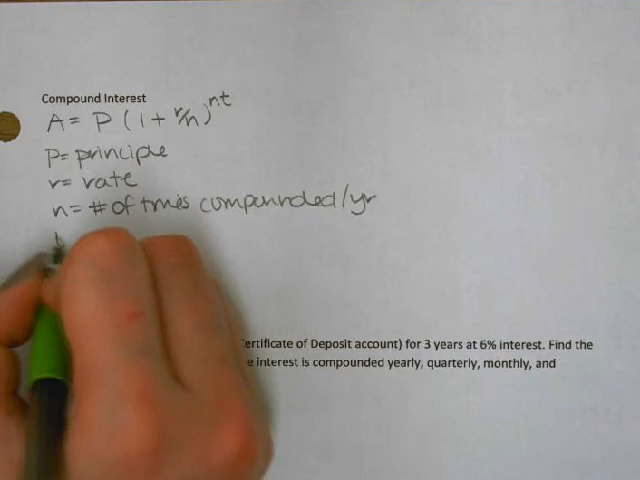 Compound Interest
A = P (1 + r/n)^nt
P = principle
r = rate
n = # of times compounded/yr
t
ertificate of Deposit account) for 3 years at 6% interest. Find the
e interest is compounded yearly, quarterly, monthly, and